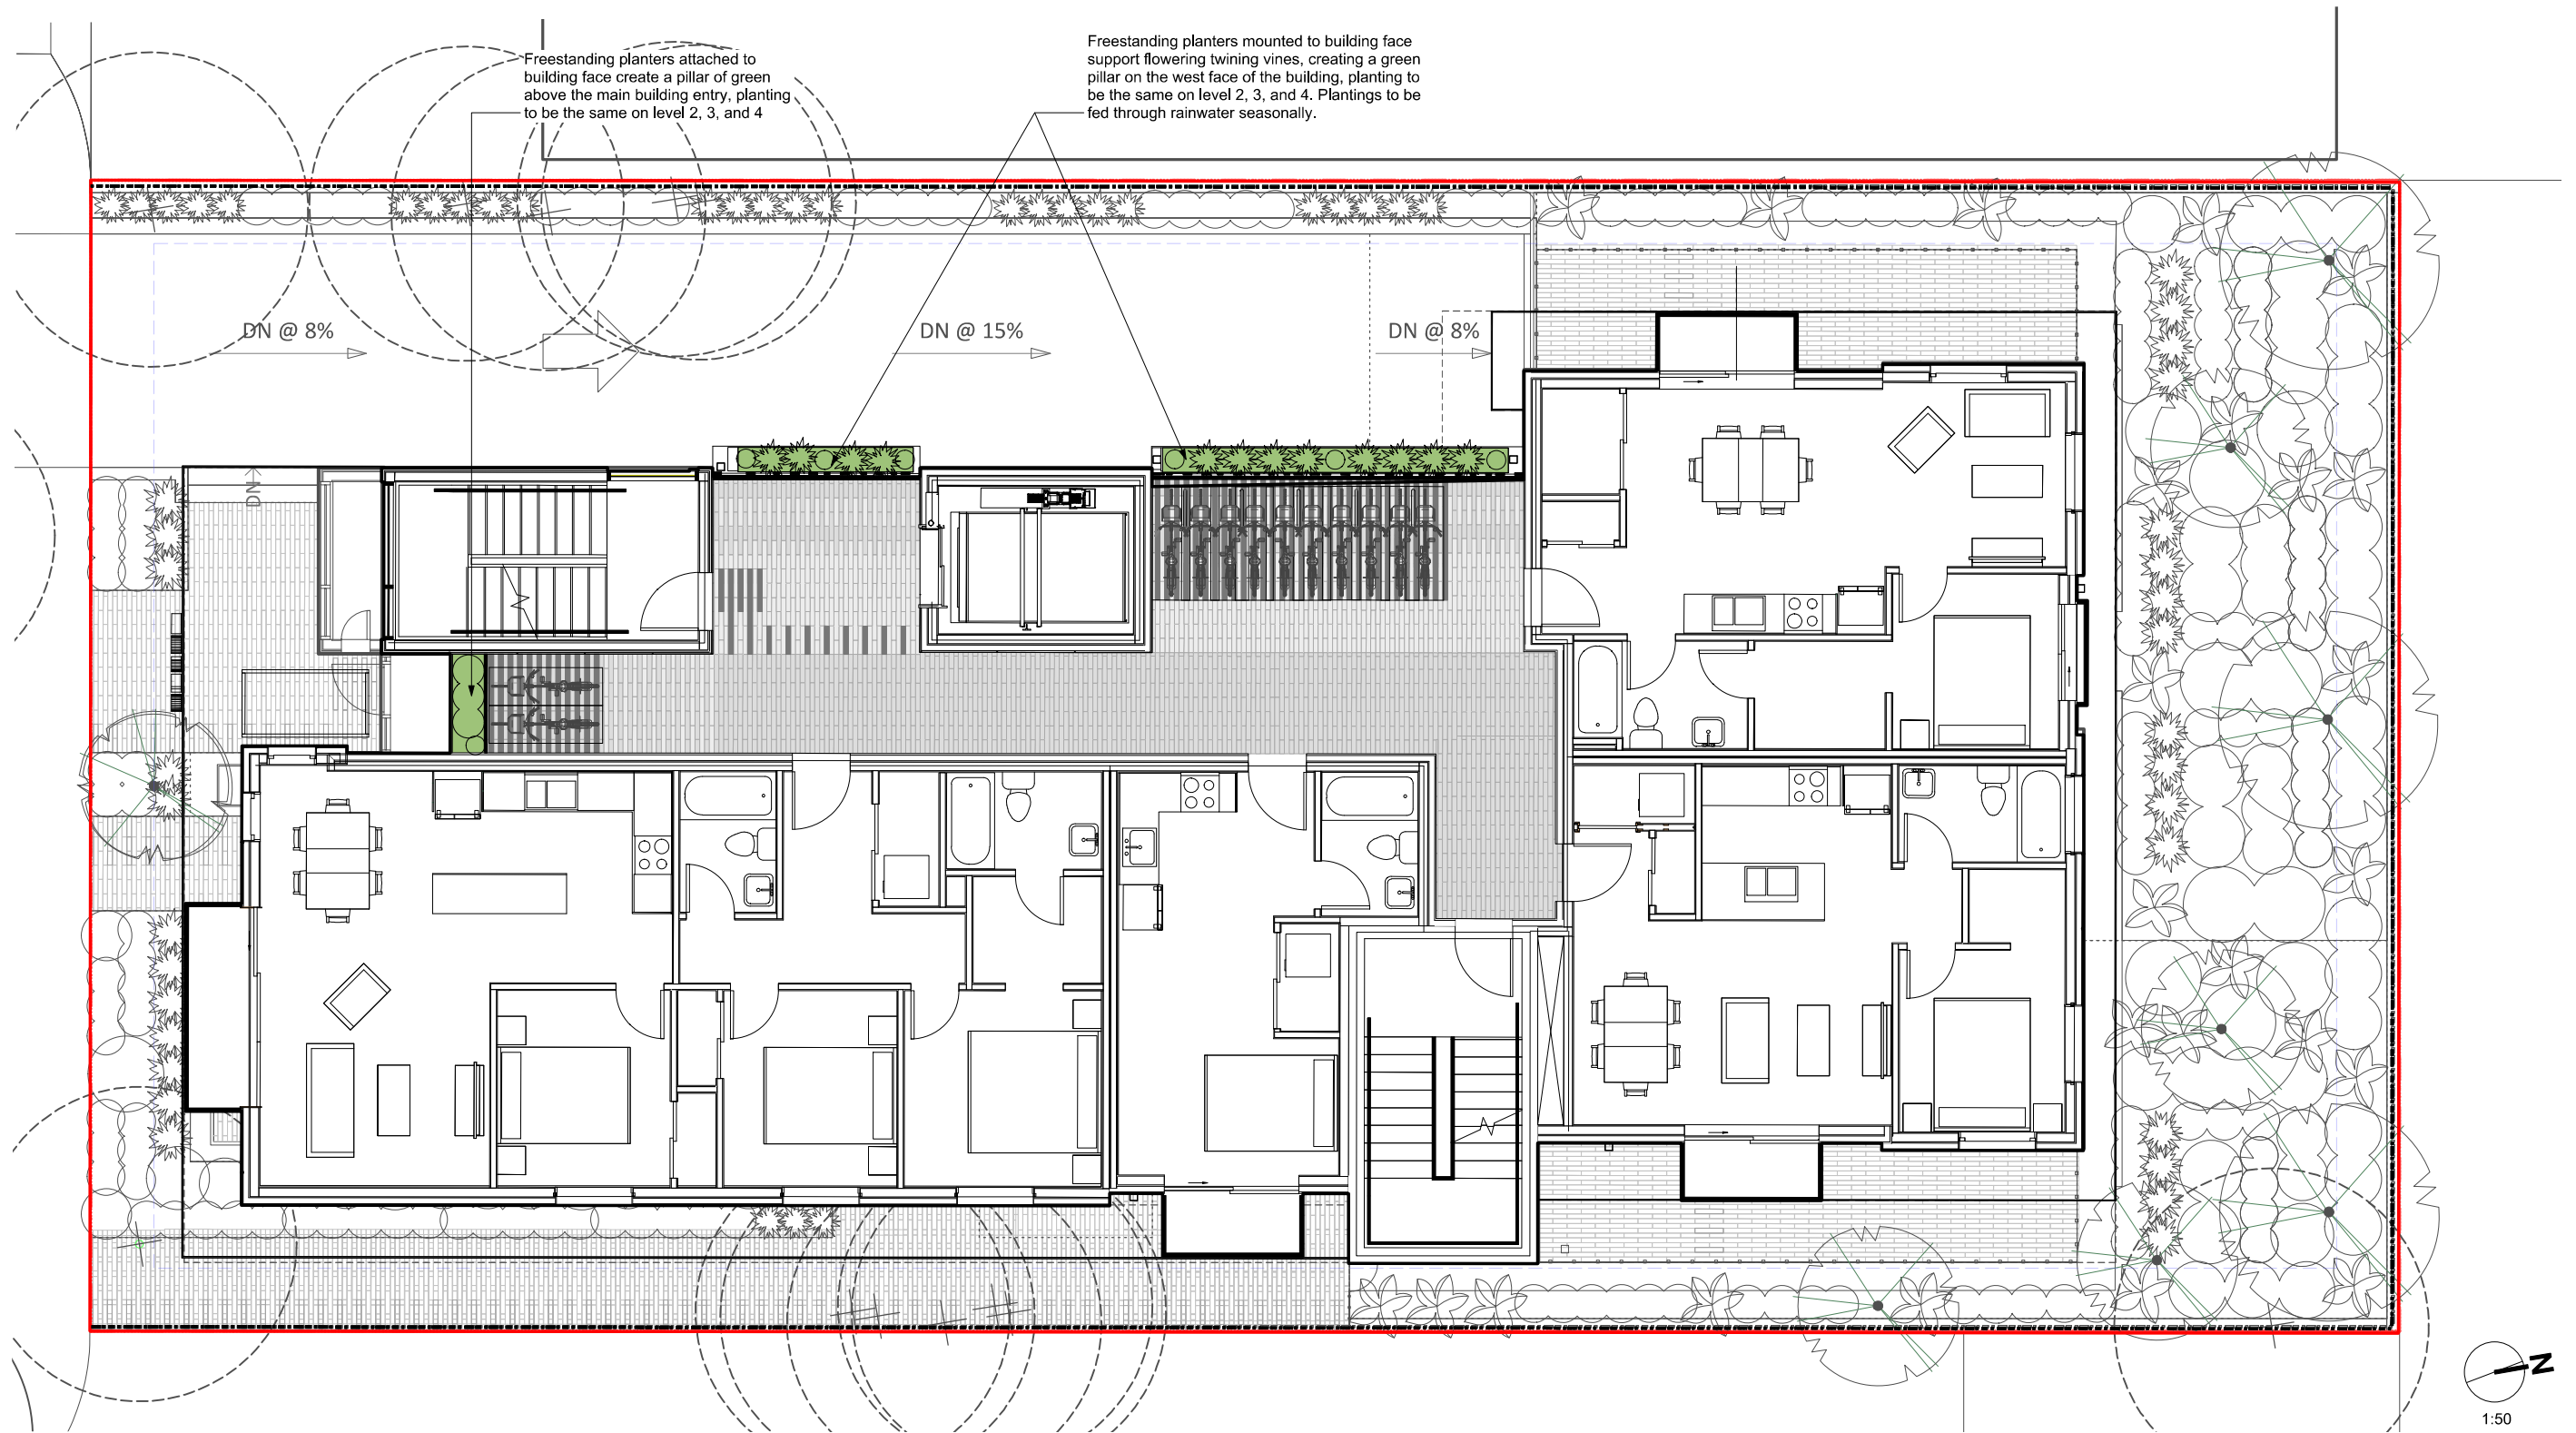 Freestanding planters attached to
building face create a pillar of green
above the main building entry, planting
to be the same on level 2, 3, and 4
Freestanding planters mounted to building face
support flowering twining vines, creating a green
pillar on the west face of the building, planting to
be the same on level 2, 3, and 4. Plantings to be
fed through rainwater seasonally.
DN @ 8%
DN @ 15%
DN @ 8%
DN
N
1:50